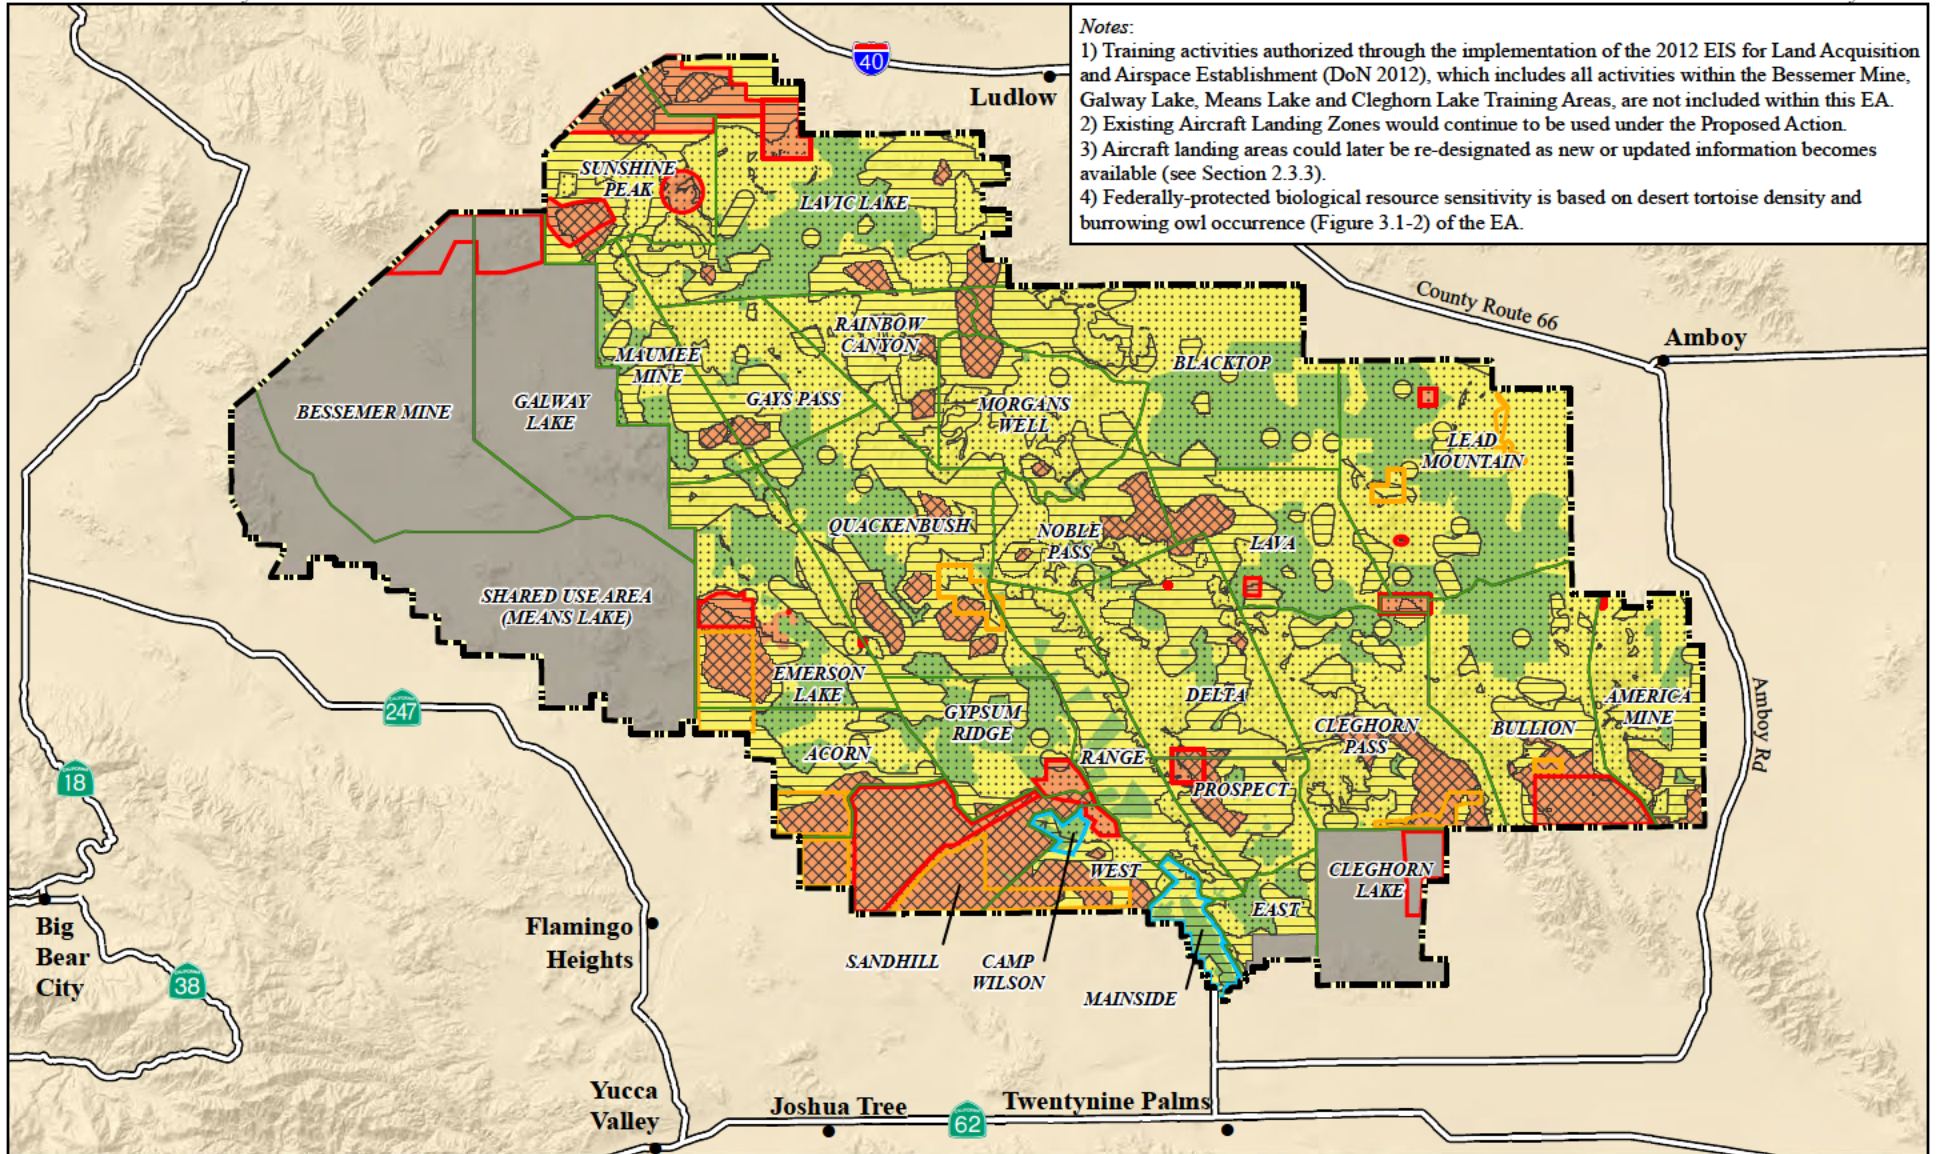 Notes:
1) Training activities authorized through the implementation of the 2012 EIS for Land Acquisition
and Airspace Establishment (DoN 2012), which includes all activities within the Bessemer Mine,
Galway Lake, Means Lake and Cleghorn Lake Training Areas, are not included within this EA.
2) Existing Aircraft Landing Zones would continue to be used under the Proposed Action.
3) Aircraft landing areas could later be re-designated as new or updated information becomes
available (see Section 2.3.3).
4) Federally-protected biological resource sensitivity is based on desert tortoise density and
burrowing owl occurrence (Figure 3.1-2) of the EA.
40
Ludlow
SUNSHINE
PEAK
LAVIC LAKE
County Route 66
Amboy
RAINBOW
CANYON
MAUMEE
MINE
BLACKTOP
GAYS PASS
BESSEMER MINE
GALWAY
LAKE
MORGANS
WELL
LEAD
MOUNTAIN
QUACKENBUSH
NOBLE
PASS
LAVA
SHARED USE AREA
(MEANS LAKE)
EMERSON
LAKE
DELTA
AMERICA
MINE
Amboy Rd
CALIFORNIA
247
GYPSUM
RIDGE
CLEGHORN
PASS
BULLION
ACORN
RANGE
PROSPECT
CALIFORNIA
18
WEST
CLEGHORN
LAKE
EAST
Big
Bear
City
Flamingo
Heights
SANDHILL
CAMP
WILSON
MAINSIDE
CALIFORNIA
38
Yucca
Valley
Joshua Tree
CALIFORNIA
62
Twentynine Palms